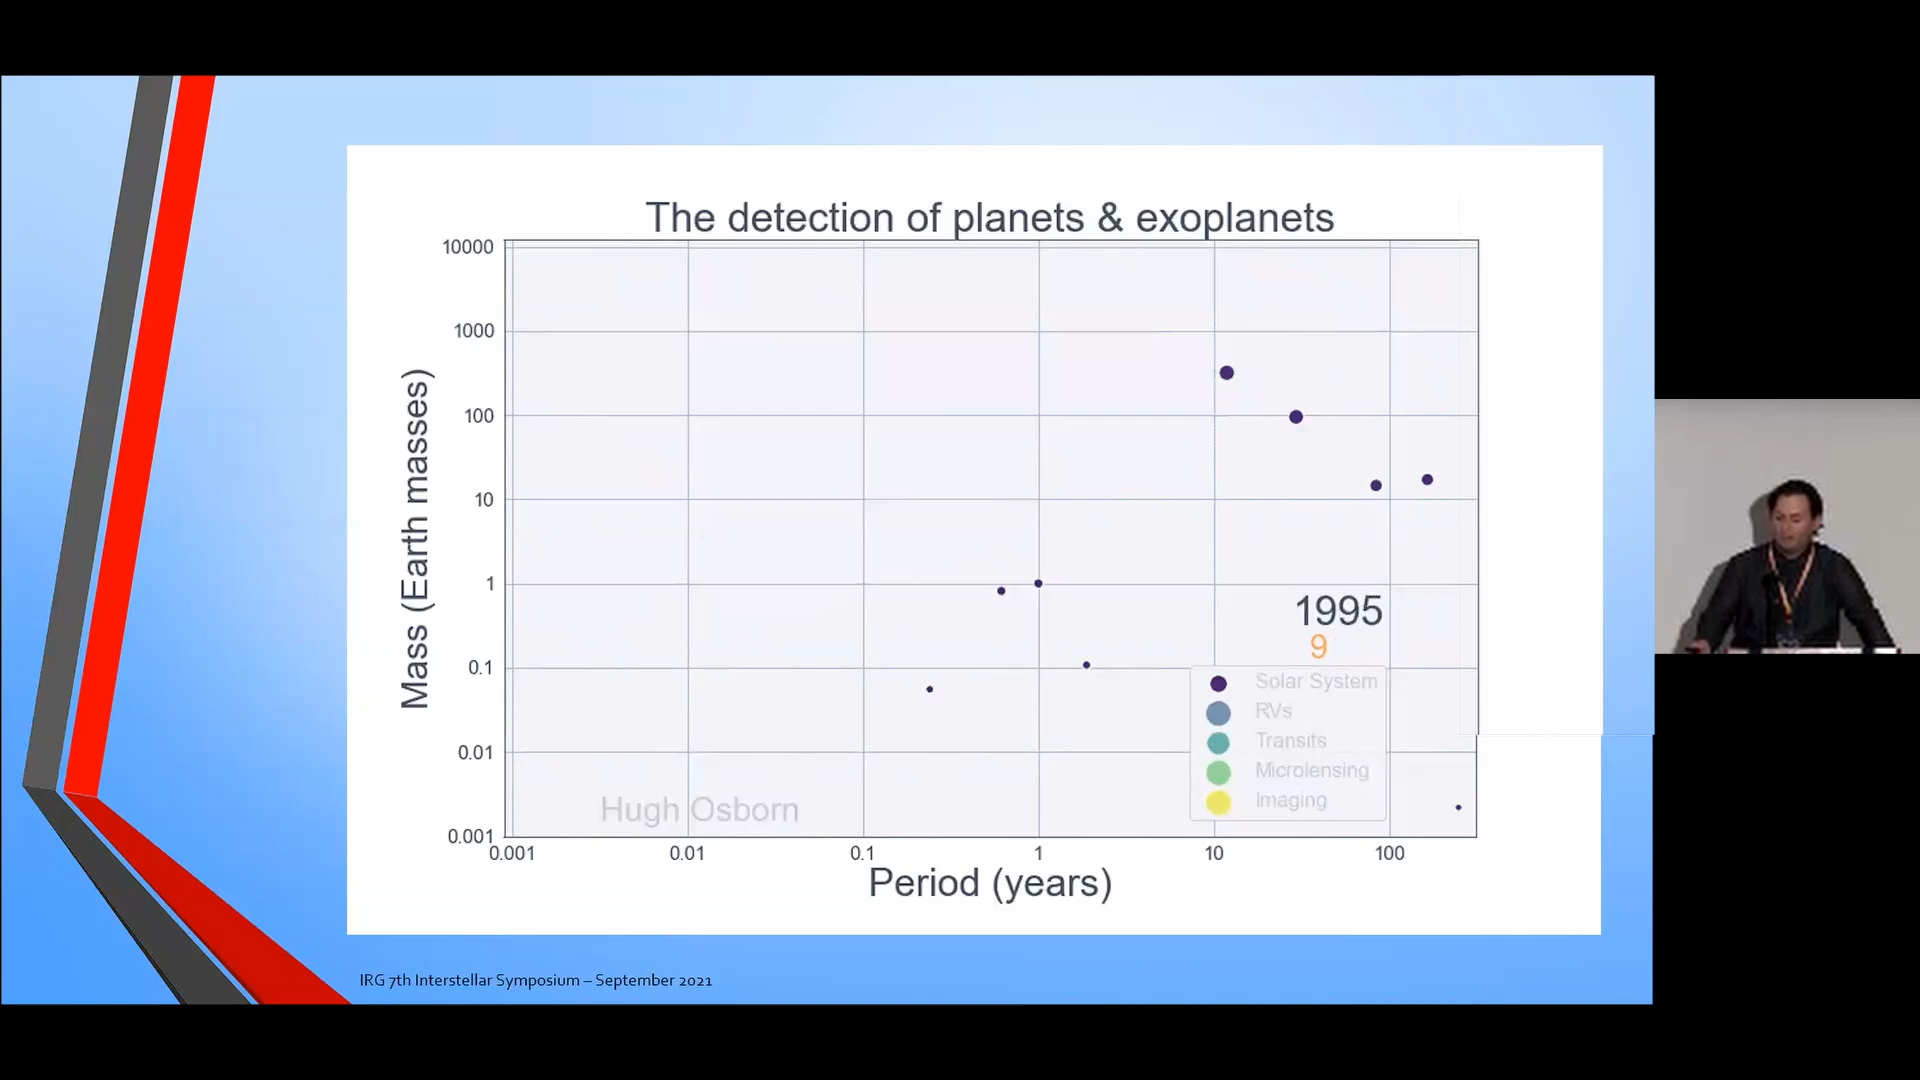 The detection of planets & exoplanets
10000
1000
100
10
1
0.1
0.01
0.001
Mass (Earth masses)
1995
9
Solar System
RVs
Transits
Microlensing
Imaging
Hugh Osborn
0.001 0.01 0.1 1 10 100
Period (years)
IRG 7th Interstellar Symposium – September 2021